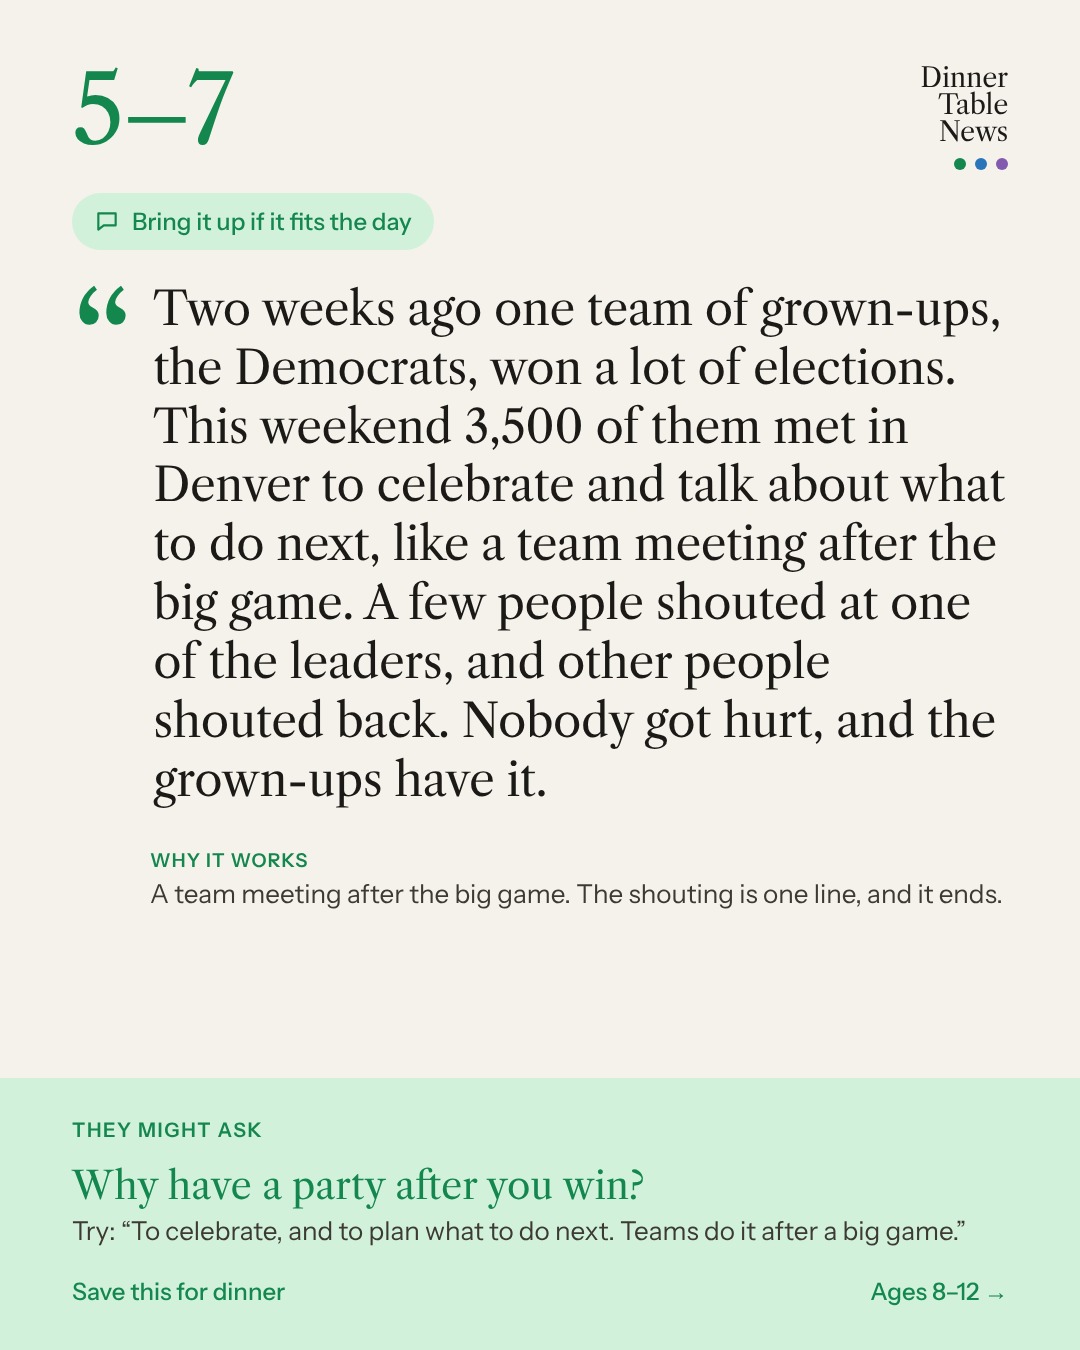 5–7
Dinner
Table
News
Bring it up if it fits the day
“ Two weeks ago one team of grown-ups,
the Democrats, won a lot of elections.
This weekend 3,500 of them met in
Denver to celebrate and talk about what
to do next, like a team meeting after the
big game. A few people shouted at one
of the leaders, and other people
shouted back. Nobody got hurt, and the
grown-ups have it.
WHY IT WORKS
A team meeting after the big game. The shouting is one line, and it ends.
THEY MIGHT ASK
Why have a party after you win?
Try: “To celebrate, and to plan what to do next. Teams do it after a big game.”
Save this for dinner
Ages 8–12 →